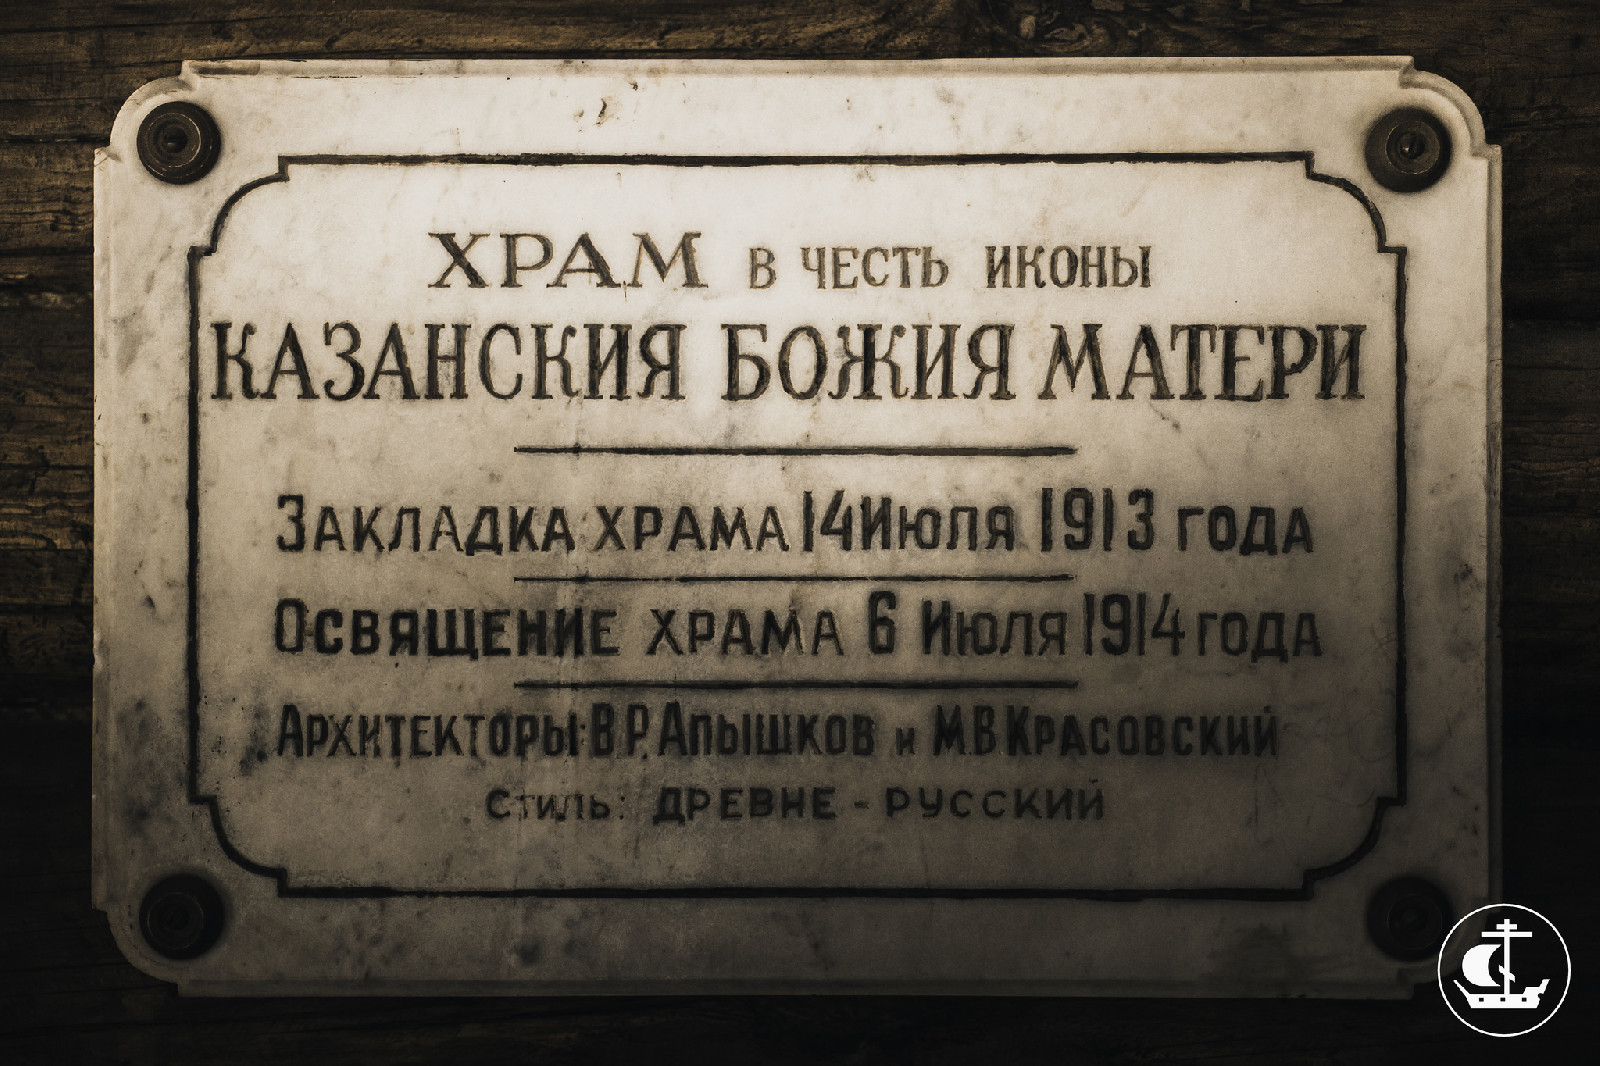 ХРАМ В ЧЕСТЬ ИКОНЫ
КАЗАНСКИЯ БОЖИЯ МАТЕРИ
ЗАКЛАДКА ХРАМА 14 ИЮЛЯ 1913 ГОДА
ОСВЯЩЕНИЕ ХРАМА 6 ИЮЛЯ 1914 ГОДА
АРХИТЕКТОРЫ: В.Р. АПЫШКОВ И М.В. КРАСОВСКИЙ
СТИЛЬ: ДРЕВНЕ - РУССКИЙ